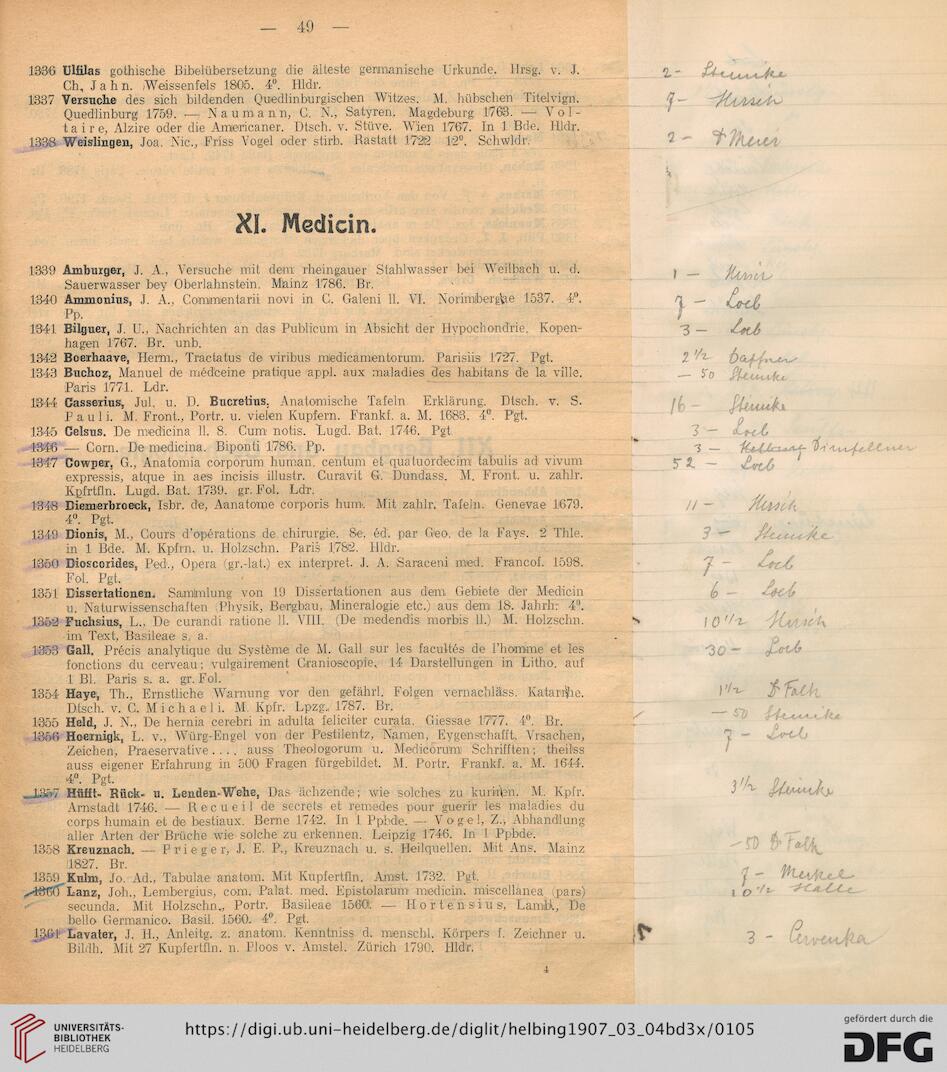 — 49 —
1336 Ulfilas gothische Bibelübersetzung die älteste germanische Urkunde. Hrsg. v. J.
Ch. Jahn. Weissenfels 1805. 4⁰. Hldr.
2- Steinike
1337 Versuche des sich bildenden Quedlinburgischen Witzes. M. hübschen Titelvign.
7- Hirsch
Quedlinburg 1759. — Naumann, C. N., Satyren. Magdeburg 1763. — Vol-
taire, Alzire oder die Americaner. Dtsch. v. Stüve. Wien 1767. In 1 Bde. Hldr.
1338 Weislingen, Joa. Nic., Friss Vogel oder stirb. Rastatt 1722 12⁰. Schwldr.
2-
XI. Medicin.
1339 Amburger, J. A., Versuche mit dem rheingauer Stahlwasser bei Weilbach u. d.
Sauerwasser bey Oberlahnstein. Mainz 1786. Br.
1 - Hirsch
1340 Ammonius, J. A., Commentarii novi in C. Galeni ll. VI. Norimberghe 1537. 4⁰.
Pp.
7 - Loeb
1341 Bilguer, J. U., Nachrichten an das Publicum in Absicht der Hypochondrie. Kopen-
3 - Loeb
hagen 1767. Br. unb.
1342 Boerhaave, Herm., Tractatus de viribus medicamentorum. Parisiis 1727. Pgt.
2½
1343 Buchoz, Manuel de médceine pratique appl. aux maladies des habitans de la ville.
Paris 1771. Ldr.
- 50 Steinike
1344 Casserius, Jul. u. D. Bucretius. Anatomische Tafeln Erklärung. Dtsch. v. S.
Pauli. M. Front., Portr. u. vielen Kupfern. Frankf. a. M. 1683. 4⁰. Pgt.
16 - Steinike
1345 Celsus. De medicina ll. 8. Cum notis. Lugd. Bat. 1746. Pgt
3 - Loeb
1346 — Corn. De medicina. Biponti 1786. Pp.
3 -
1347 Cowper, G., Anatomia corporum human. centum et quatuordecim tabulis ad vivum
52 - Loeb
expressis, atque in aes incisis illustr. Curavit G. Dundass. M. Front. u. zahlr.
Kpfrtfln. Lugd. Bat. 1739. gr. Fol. Ldr.
1348 Diemerbroeck, Isbr. de, Aanatome corporis hum. Mit zahlr. Tafeln. Genevae 1679.
4⁰. Pgt.
11 - Hirsch
1349 Dionis, M., Cours d'opérations de chirurgie. 8e. éd. par Geo. de la Fays. 2 Thle.
in 1 Bde. M. Kpfrn. u. Holzschn. Paris 1782. Hldr.
3 - Steinike
1350 Dioscorides, Ped., Opera (gr.-lat.) ex interpret. J. A. Saraceni med. Francof. 1598.
Fol. Pgt.
7 - Loeb
1351 Dissertationen. Sammlung von 19 Dissertationen aus dem Gebiete der Medicin
u. Naturwissenschaften (Physik, Bergbau, Mineralogie etc.) aus dem 18. Jahrh. 4⁰.
6 - Loeb
1352 Fuchsius, L., De curandi ratione ll. VIII. (De medendis morbis ll.) M. Holzschn.
im Text, Basileae s. a.
10½ Hirsch
1353 Gall. Précis analytique du Système de M. Gall sur les facultés de l'homme et les
30 - Loeb
fonctions du cerveau; vulgairement Cranioscopie. 14 Darstellungen in Litho. auf
1 Bl. Paris s. a. gr. Fol.
1354 Haye, Th., Ernstliche Warnung vor den gefährl. Folgen vernachläss. Katarrhe.
Dtsch. v. C. Michaeli. M. Kpfr. Lpzg. 1787. Br.
1½ Dr Falk
1355 Held, J. N., De hernia cerebri in adulta feliciter curata. Giessae 1777. 4⁰. Br.
- 50 Steinike
1356 Hoernigk, L. v., Würg-Engel von der Pestilentz, Namen, Eygenschafft, Vrsachen,
7 - Loeb
Zeichen, Praeservative.... auss Theologorum u. Medicorum Schrifften; theilss
auss eigener Erfahrung in 500 Fragen fürgebildet. M. Portr. Frankf. a. M. 1644.
4⁰. Pgt.
1357 Hüfft- Rück- u. Lenden-Wehe, Das ächzende; wie solches zu kuriren. M. Kpfr.
3½ Steinike
Arnstadt 1746. — Recueil de secrets et remedes pour guerir les maladies du
corps humain et de bestiaux. Berne 1742. In 1 Ppbde. — Vogel, Z., Abhandlung
aller Arten der Brüche wie solche zu erkennen. Leipzig 1746. In 1 Ppbde.
1358 Kreuznach. — Prieger, J. E. P., Kreuznach u. s. Heilquellen. Mit Ans. Mainz
1827. Br.
- 50 Dr Falk
1359 Kulm, Jo. Ad., Tabulae anatom. Mit Kupfertfln. Amst. 1732. Pgt.
7 - Merkel
1360 Lanz, Joh., Lembergius, com. Palat. med. Epistolarum medicin. miscellanea (pars)
10½ Halle
secunda. Mit Holzschn., Portr. Basileae 1560. — Hortensius, Lamb., De
bello Germanico. Basil. 1560. 4⁰. Pgt.
1361 Lavater, J. H., Anleitg. z. anatom. Kenntniss d. menschl. Körpers f. Zeichner u.
Bildh. Mit 27 Kupfertfln. n. Ploos v. Amstel. Zürich 1790. Hldr.
3 - Cervenka
4
UNIVERSITÄTS-
BIBLIOTHEK
HEIDELBERG
https://digi.ub.uni-heidelberg.de/diglit/helbing1907_03_04bd3x/0105
gefördert durch die
DFG